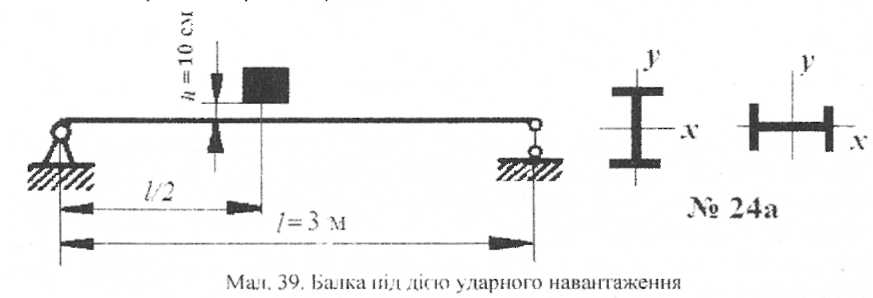 h = 10 см
y
y
x
x
№ 24а
l/2
l = 3 м
Мал. 39. Балка під дією ударного навантаження